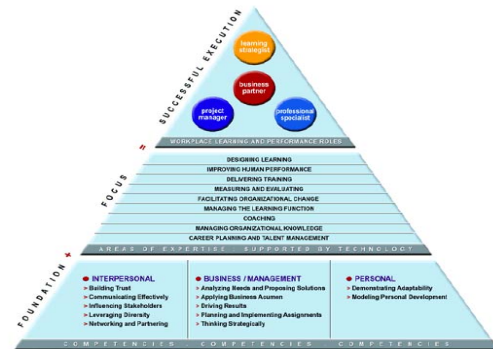 SUCCESSFUL EXECUTION
learning
strategist
business
partner
project
manager
professional
specialist
WORKPLACE LEARNING AND PERFORMANCE ROLES
=
FOCUS
DESIGNING LEARNING
IMPROVING HUMAN PERFORMANCE
DELIVERING TRAINING
MEASURING AND EVALUATING
FACILITATING ORGANIZATIONAL CHANGE
MANAGING THE LEARNING FUNCTION
COACHING
MANAGING ORGANIZATIONAL KNOWLEDGE
CAREER PLANNING AND TALENT MANAGEMENT
AREAS OF EXPERTISE · SUPPORTED BY TECHNOLOGY
+
FOUNDATION
INTERPERSONAL
Building Trust
Communicating Effectively
Influencing Stakeholders
Leveraging Diversity
Networking and Partnering
BUSINESS / MANAGEMENT
Analyzing Needs and Proposing Solutions
Applying Business Acumen
Driving Results
Planning and Implementing Assignments
Thinking Strategically
PERSONAL
Demonstrating Adaptability
Modeling Personal Development
COMPETENCIES · COMPETENCIES · COMPETENCIES